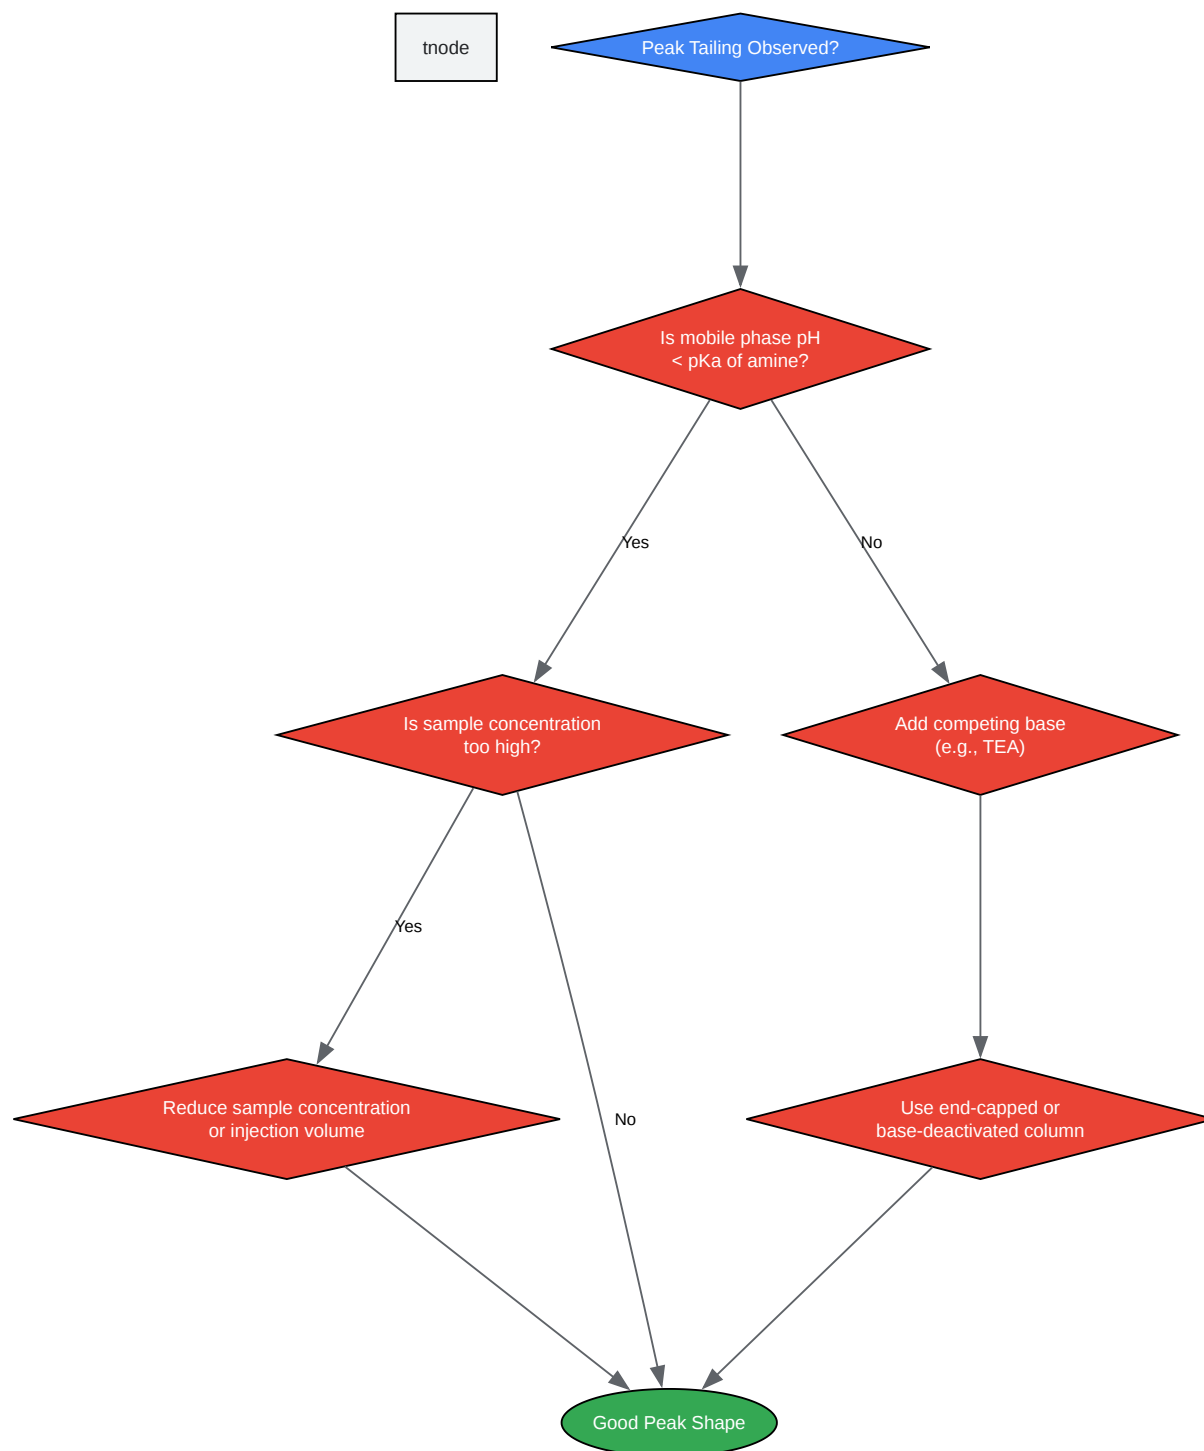 tnode
Peak Tailing Observed?
Is mobile phase pH
< pKa of amine?
Yes
No
Is sample concentration
too high?
Add competing base
(e.g., TEA)
Yes
Reduce sample concentration
or injection volume
No
Use end-capped or
base-deactivated column
Good Peak Shape